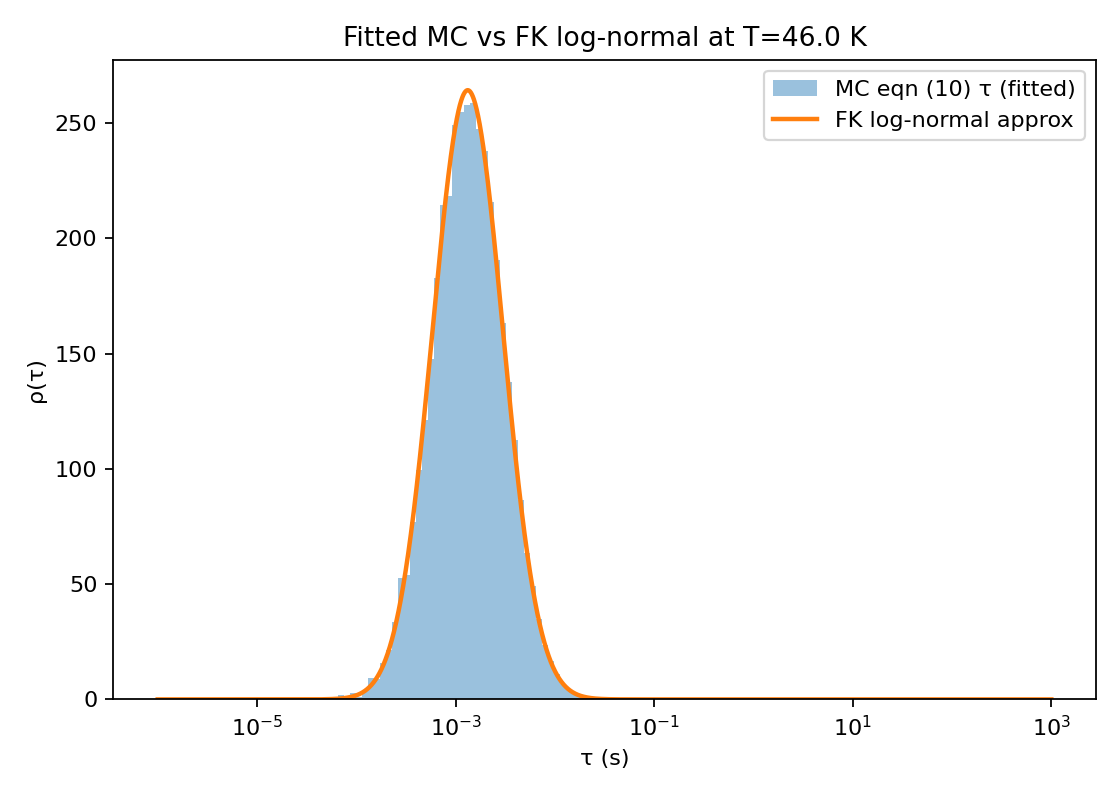 Fitted MC vs FK log-normal at T=46.0 K
MC eqn (10) τ (fitted)
FK log-normal approx
ρ(τ)
250
200
150
100
50
0
10⁻⁵
10⁻³
10⁻¹
10¹
10³
τ (s)